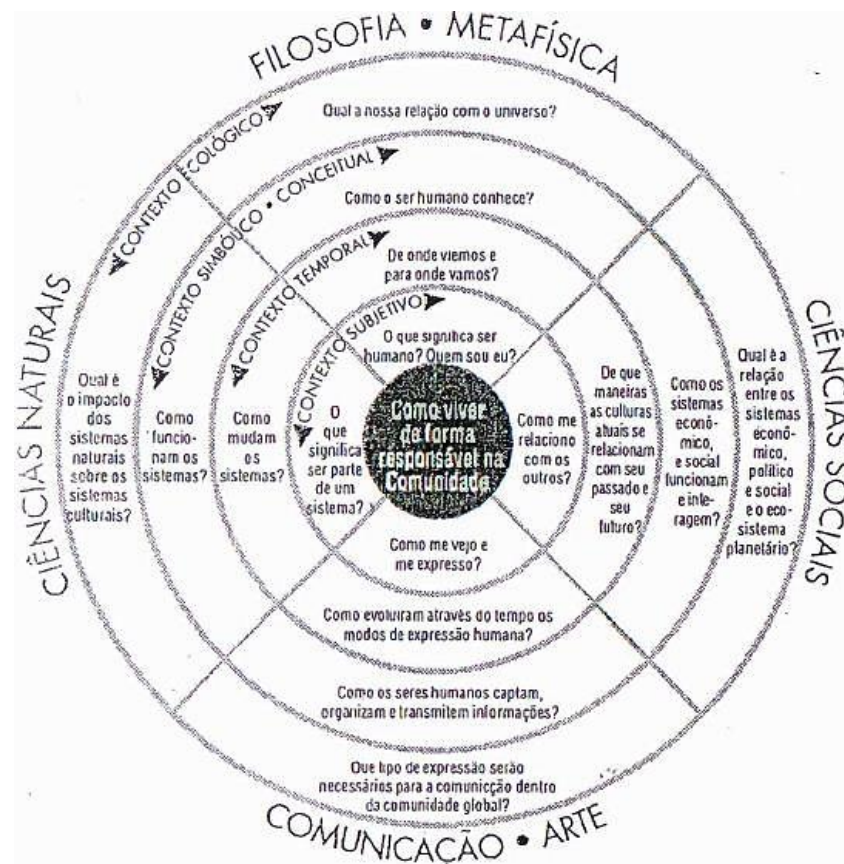 FILOSOFIA • METAFÍSICA
Qual a nossa relação com o universo?
CONTEXTO ECOLÓGICO
CONTEXTO SIMBÓLICO • CONCEITUAL
Como o ser humano conhece?
CONTEXTO TEMPORAL
De onde viemos e
para onde vamos?
CONTEXTO SUBJETIVO
O que significa ser
humano? Quem sou eu?
CIÊNCIAS NATURAIS
Qual é
o impacto
dos
sistemas
naturais
sobre os
sistemas
culturais?
Como
funcio-
nam os
sistemas?
Como
mudam
os
sistemas?
O
que
significa
ser parte
de um
sistema?
Como viver
de forma
responsável na
Comunidade
Como me
relaciono
com os
outros?
De que
maneiras
as culturas
atuais se
relacionam
com seu
passado e
seu
futuro?
Como os
sistemas
econô-
mico,
e social
funcionam
e inte-
ragem?
Qual é a
relação
entre os
sistemas
econô-
mico,
político
e social
e o eco-
sistema
planetário?
CIÊNCIAS SOCIAIS
Como me vejo e
me expresso?
Como evoluiram através do tempo os
modos de expressão humana?
Como os seres humanos captam,
organizam e transmitem informações?
Que tipo de expressão serão
necessários para a comunicção dentro
da comunidade global?
COMUNICAÇÃO • ARTE